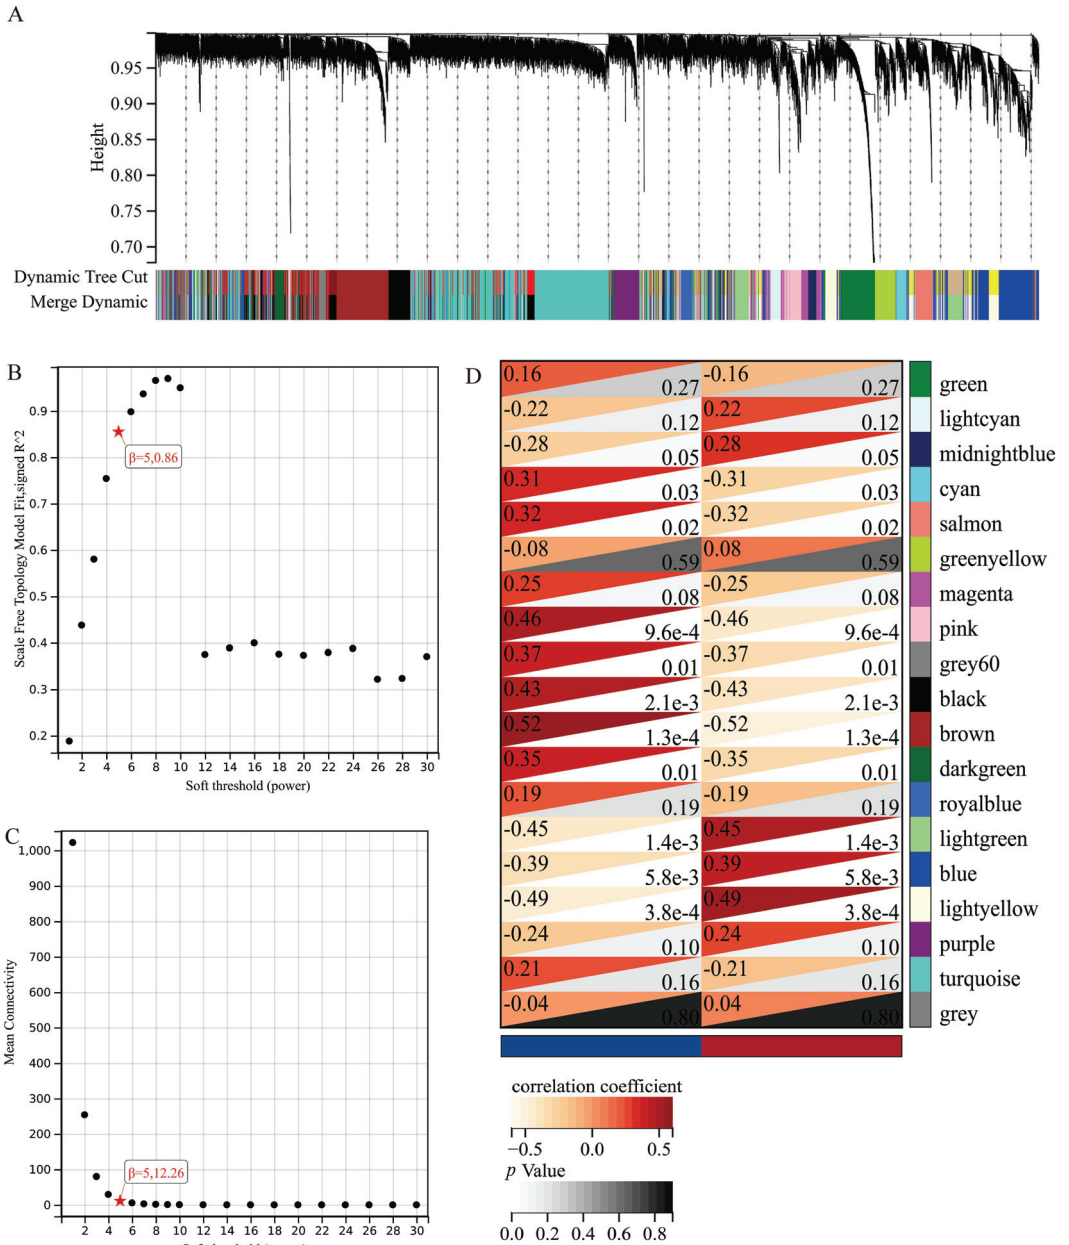 A
0.95
0.90
0.85
0.80
0.75
0.70
Height
Dynamic Tree Cut
Merge Dynamic
B
0.9
0.8
0.7
0.6
0.5
0.4
0.3
0.2
Scale Free Topology Model Fit,signed R^2
β=5,0.86
2 4 6 8 10 12 14 16 18 20 22 24 26 28 30
Soft threshold (power)
C
1,000
900
800
700
600
500
400
300
200
100
0
Mean Connectivity
β=5,12.26
2 4 6 8 10 12 14 16 18 20 22 24 26 28 30
D
0.16 0.27 -0.16 0.27 green
-0.22 0.12 0.22 0.12 lightcyan
-0.28 0.05 0.28 0.05 midnightblue
0.31 0.03 -0.31 0.03 cyan
0.32 0.02 -0.32 0.02 salmon
-0.08 0.59 0.08 0.59 greenyellow
0.25 0.08 -0.25 0.08 magenta
0.46 9.6e-4 -0.46 9.6e-4 pink
0.37 0.01 -0.37 0.01 grey60
0.43 2.1e-3 -0.43 2.1e-3 black
0.52 1.3e-4 -0.52 1.3e-4 brown
0.35 0.01 -0.35 0.01 darkgreen
0.19 0.19 -0.19 0.19 royalblue
-0.45 1.4e-3 0.45 1.4e-3 lightgreen
-0.39 5.8e-3 0.39 5.8e-3 blue
-0.49 3.8e-4 0.49 3.8e-4 lightyellow
-0.24 0.10 0.24 0.10 purple
0.21 0.16 -0.21 0.16 turquoise
-0.04 0.80 0.04 0.80 grey
correlation coefficient
−0.5 0.0 0.5
p Value
0.0 0.2 0.4 0.6 0.8